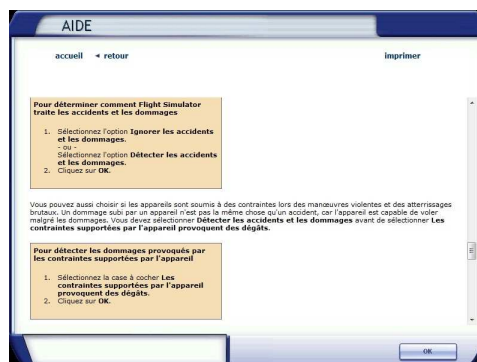 AIDE
accueil ◄ retour imprimer
Pour déterminer comment Flight Simulator
traite les accidents et les dommages
1. Sélectionnez l'option Ignorer les accidents
et les dommages.
- ou -
Sélectionnez l'option Détecter les accidents
et les dommages.
2. Cliquez sur OK.
Vous pouvez aussi choisir si les appareils sont soumis à des contraintes lors des manœuvres violentes et des atterrissages
brutaux. Un dommage subi par un appareil n'est pas la même chose qu'un accident, car l'appareil est capable de voler
malgré les dommages. Vous devez sélectionner Détecter les accidents et les dommages avant de sélectionner Les
contraintes supportées par l'appareil provoquent des dégâts.
Pour détecter les dommages provoqués par
les contraintes supportées par l'appareil
1. Sélectionnez la case à cocher Les
contraintes supportées par l'appareil
provoquent des dégâts.
2. Cliquez sur OK.
OK